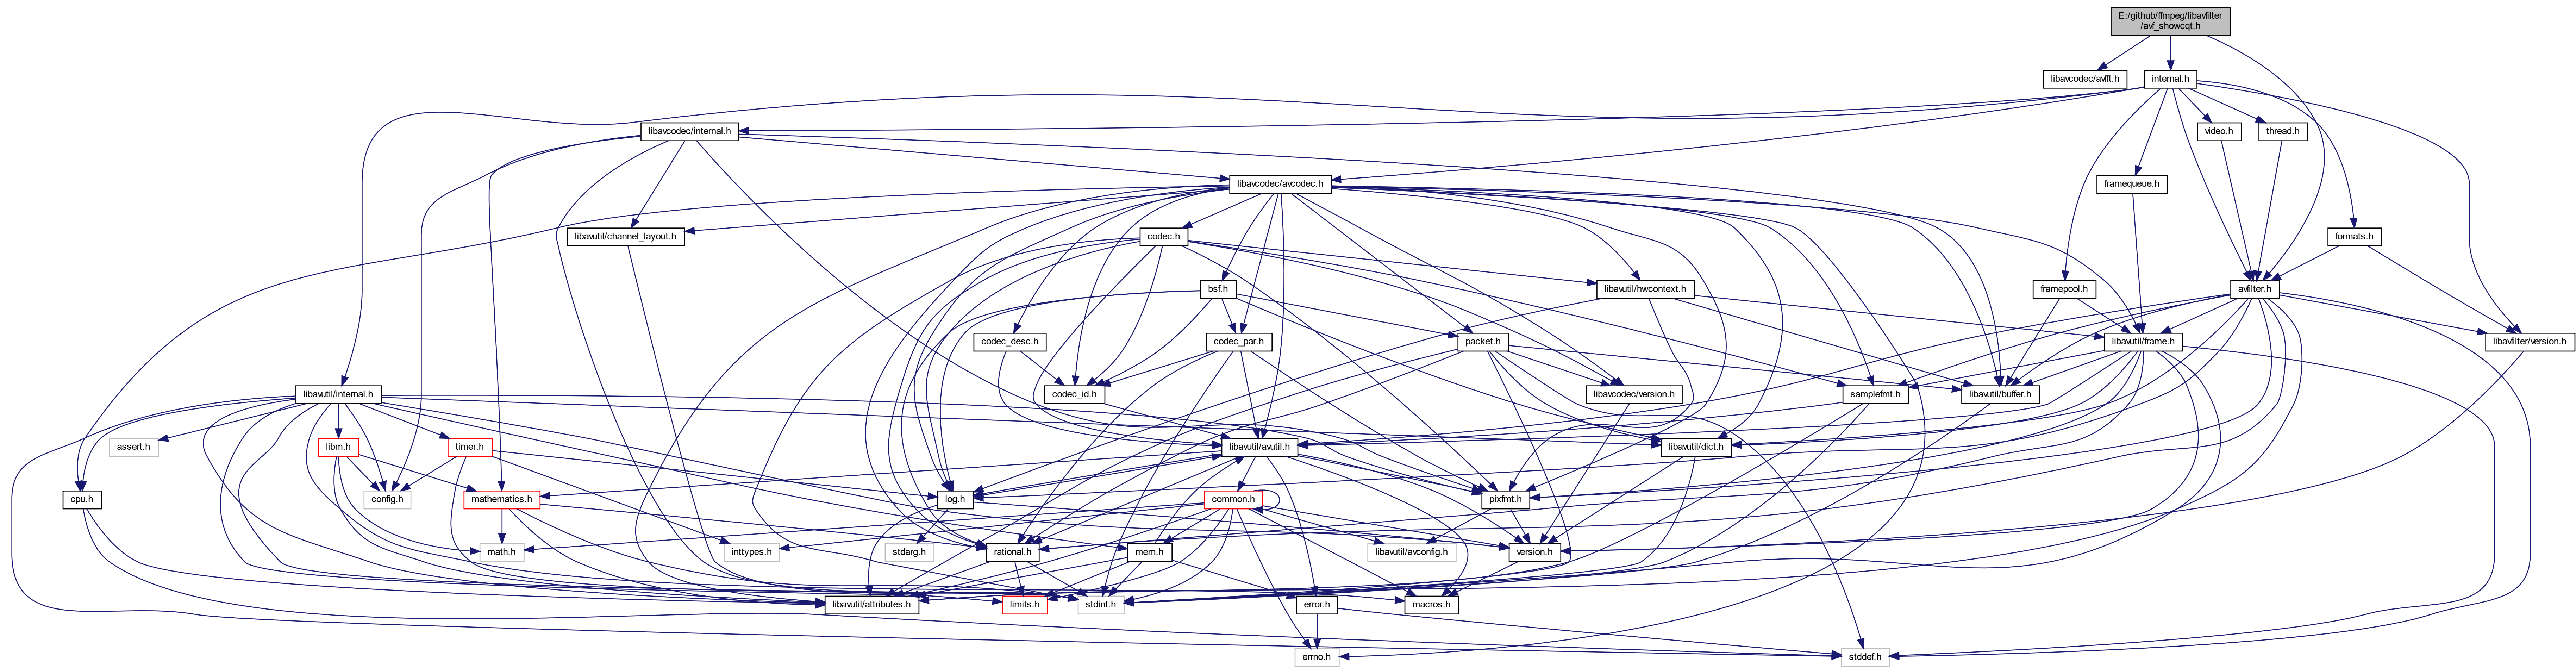 E:/github/ffmpeg/libavfilter
/avf_showcqt.h
libavcodec/avfft.h
internal.h
libavcodec/internal.h
video.h
thread.h
libavcodec/avcodec.h
framequeue.h
libavutil/channel_layout.h
codec.h
formats.h
bsf.h
libavutil/hwcontext.h
framepool.h
avfilter.h
codec_desc.h
codec_par.h
packet.h
libavutil/frame.h
libavfilter/version.h
libavutil/internal.h
codec_id.h
libavcodec/version.h
samplefmt.h
libavutil/buffer.h
assert.h
libm.h
timer.h
libavutil/avutil.h
libavutil/dict.h
cpu.h
config.h
mathematics.h
log.h
common.h
pixfmt.h
math.h
inttypes.h
stdarg.h
rational.h
mem.h
libavutil/avconfig.h
version.h
libavutil/attributes.h
limits.h
stdint.h
error.h
macros.h
errno.h
stddef.h